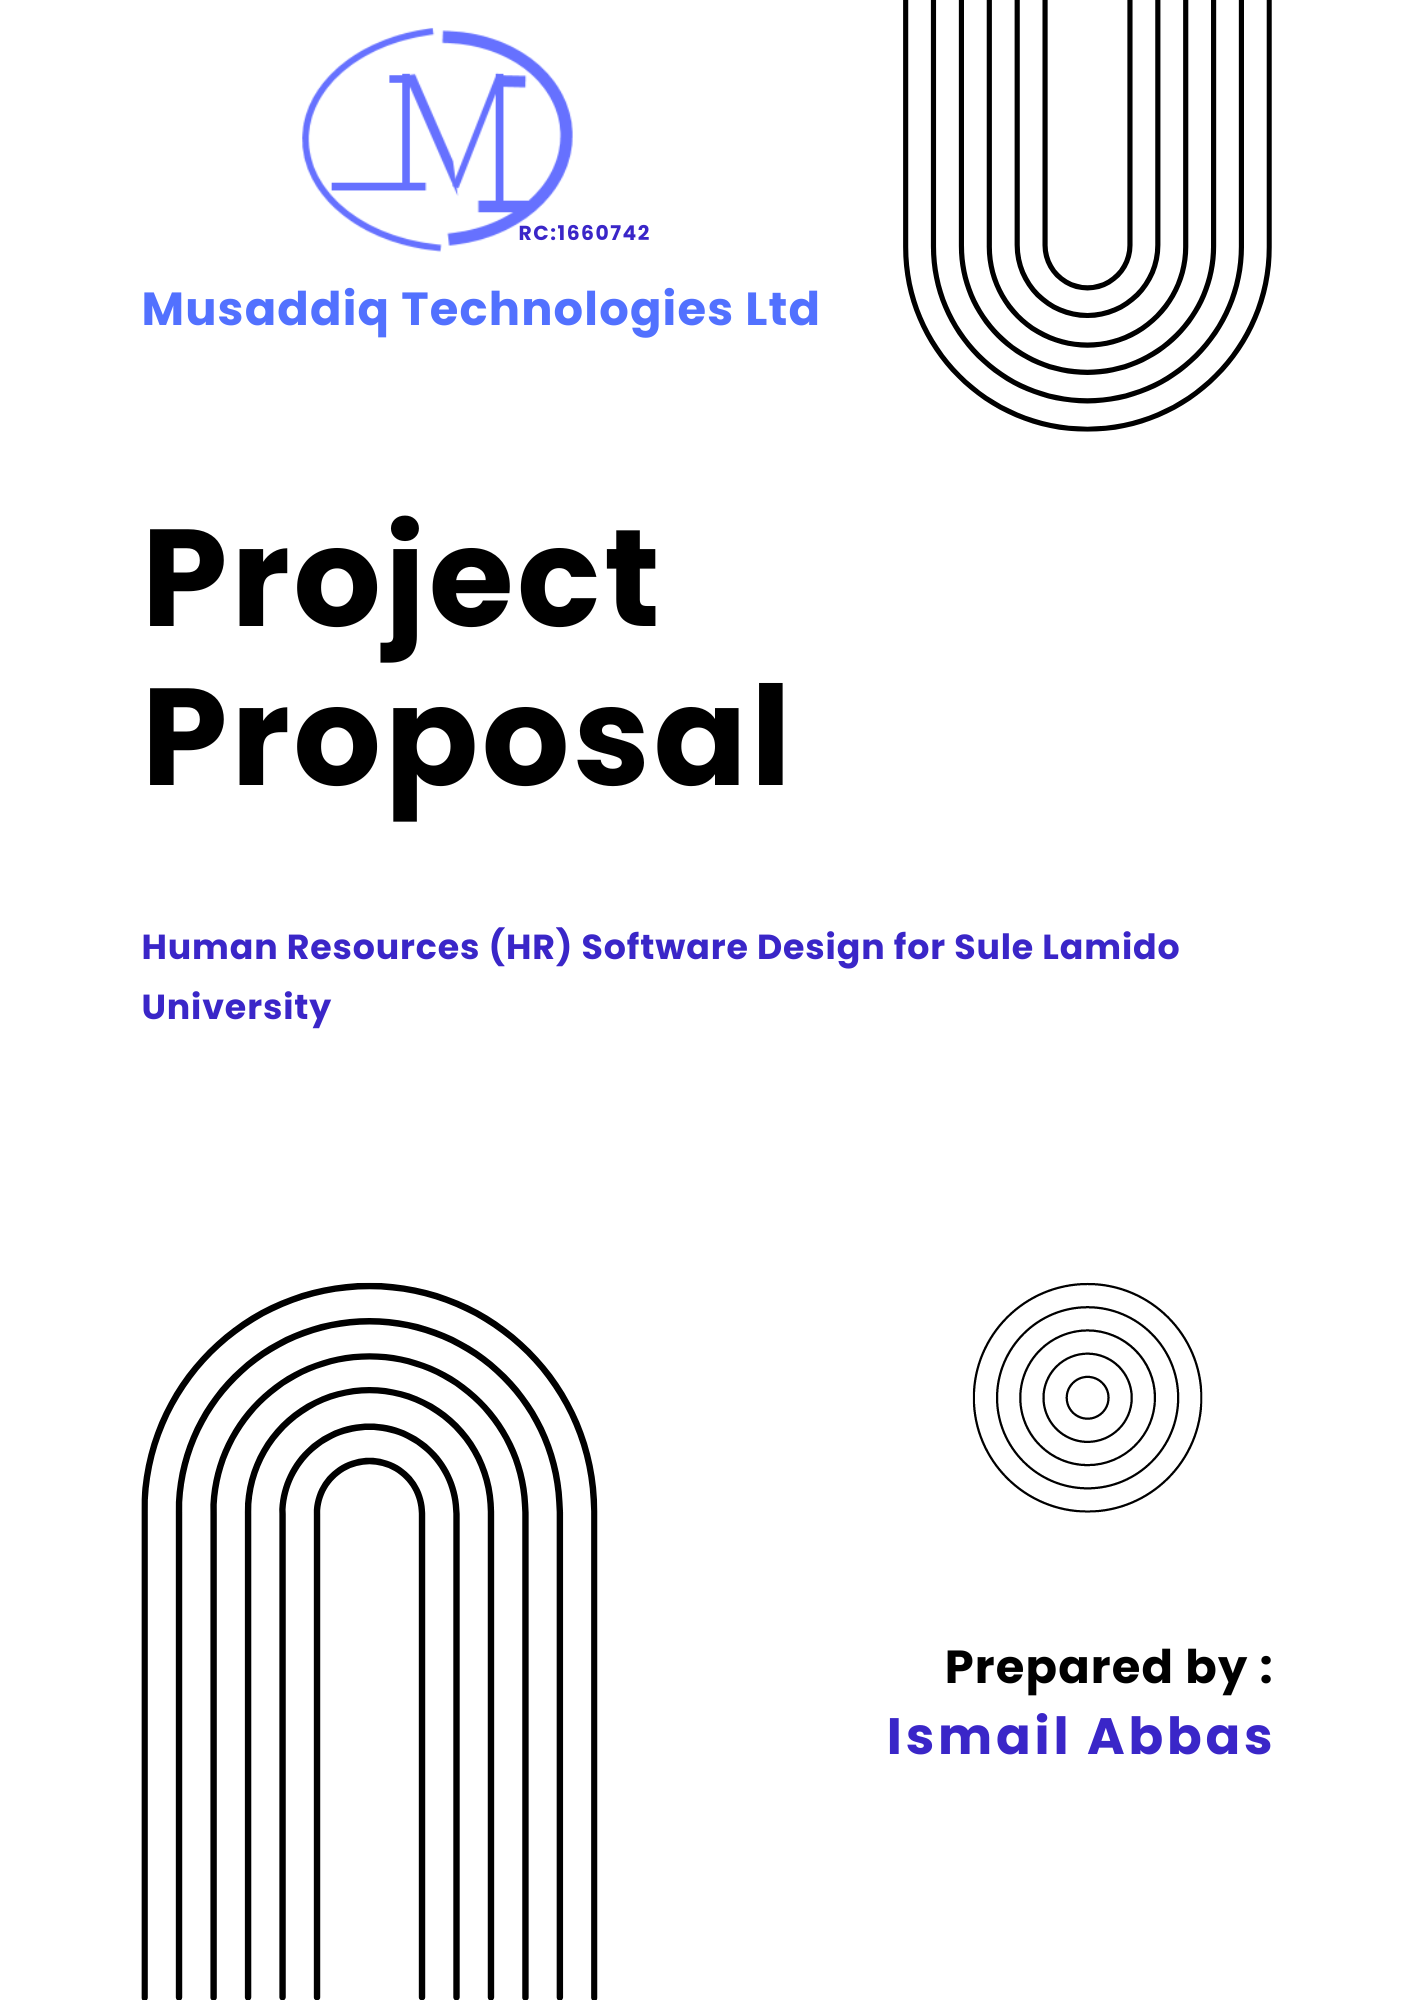 M
RC:1660742
Musaddiq Technologies Ltd
Project
Proposal
Human Resources (HR) Software Design for Sule Lamido
University
Prepared by :
Ismail Abbas